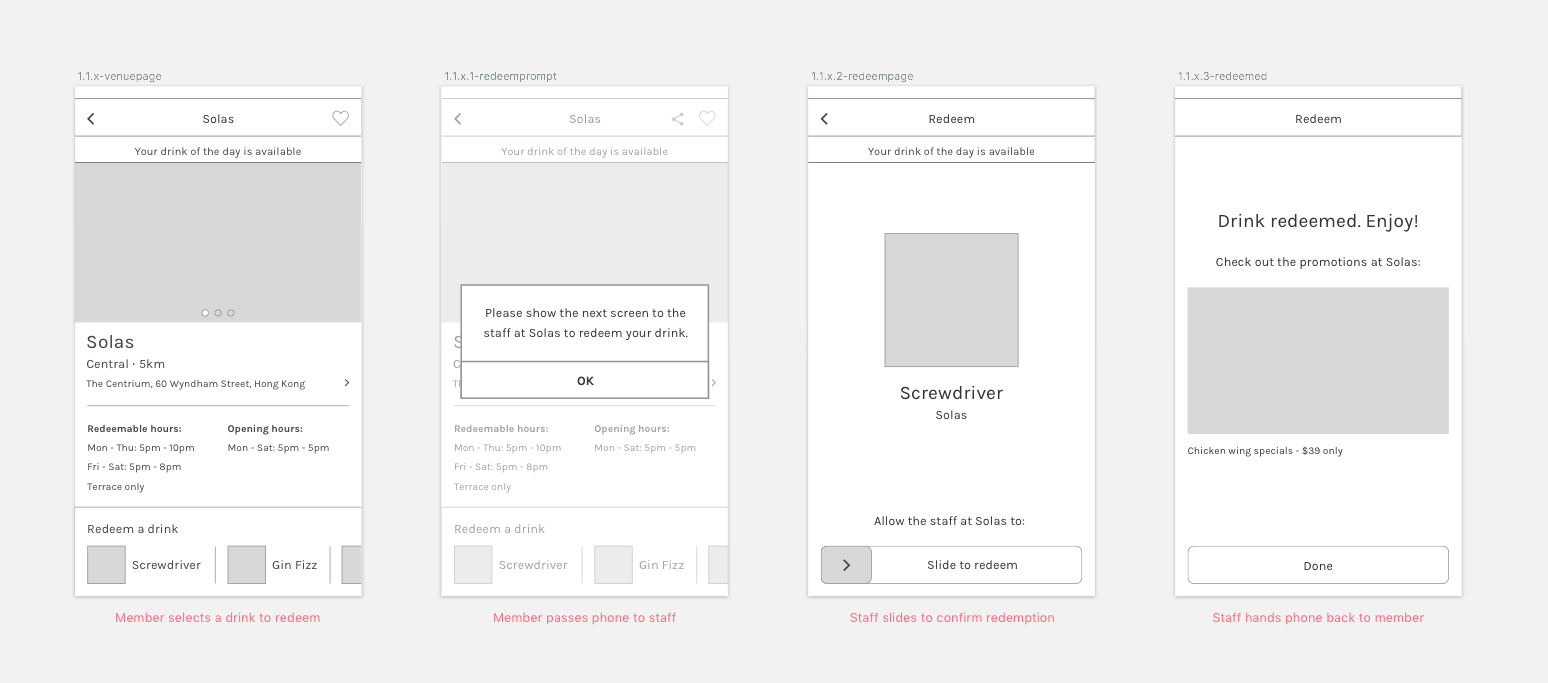 1.1.x-venuepage
Solas
Your drink of the day is available
Solas
Central · 5km
The Centrium, 60 Wyndham Street, Hong Kong
Redeemable hours:
Mon - Thu: 5pm - 10pm
Fri - Sat: 5pm - 8pm
Terrace only
Opening hours:
Mon - Sat: 5pm - 5pm
Redeem a drink
Screwdriver
Gin Fizz
Member selects a drink to redeem
1.1.x.1-redeemprompt
Solas
Your drink of the day is available
Please show the next screen to the
staff at Solas to redeem your drink.
OK
S
C
T
Redeemable hours:
Mon - Thu: 5pm - 10pm
Fri - Sat: 5pm - 8pm
Terrace only
Opening hours:
Mon - Sat: 5pm - 5pm
Redeem a drink
Screwdriver
Gin Fizz
Member passes phone to staff
1.1.x.2-redeempage
Redeem
Your drink of the day is available
Screwdriver
Solas
Allow the staff at Solas to:
Slide to redeem
Staff slides to confirm redemption
1.1.x.3-redeemed
Redeem
Drink redeemed. Enjoy!
Check out the promotions at Solas:
Chicken wing specials - $39 only
Done
Staff hands phone back to member